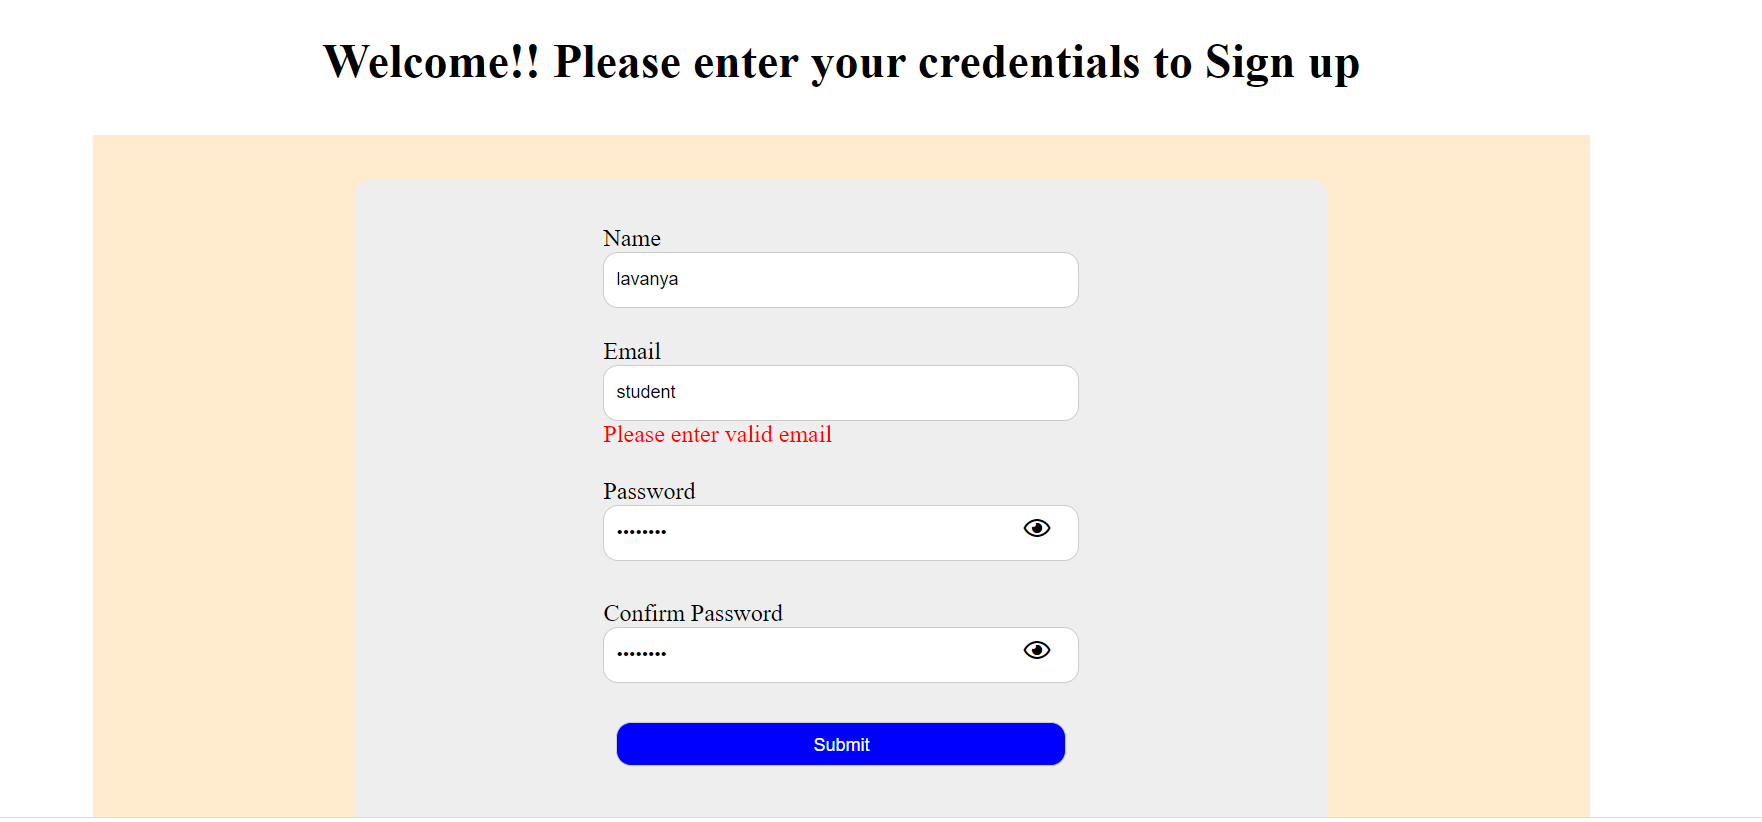 Welcome!! Please enter your credentials to Sign up
Name
lavanya
Email
student
Please enter valid email
Password
••••••••
Confirm Password
••••••••
Submit